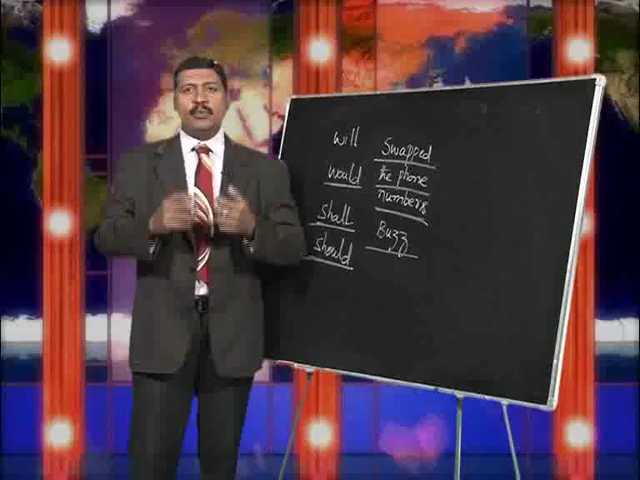 will
would
shall
should
Swapped
the phone
numbers
Buzz